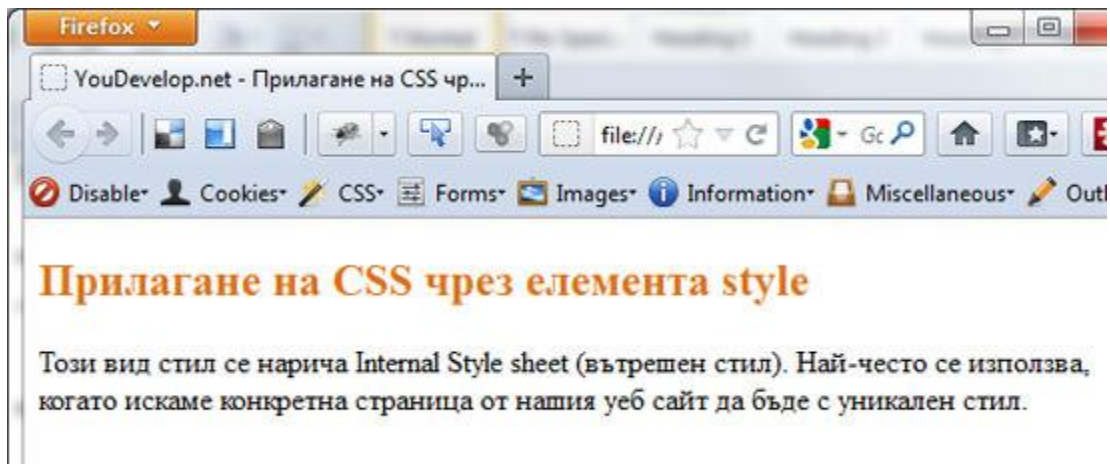 Firefox
YouDevelop.net - Прилагане на CSS чр...
file:///
Disable Cookies CSS Forms Images Information Miscellaneous Outl
Прилагане на CSS чрез елемента style
Този вид стил се нарича Internal Style sheet (вътрешен стил). Най-често се използва,
когато искаме конкретна страница от нашия уеб сайт да бъде с уникален стил.